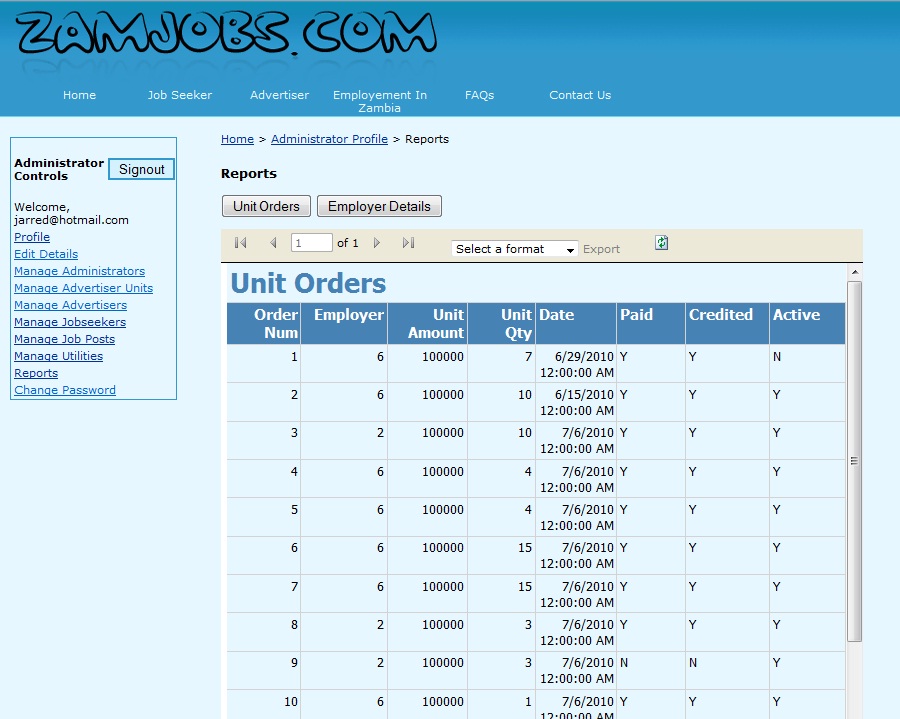 ZAMJOBS.COM
Home Job Seeker Advertiser Employement In Zambia FAQs Contact Us
Home > Administrator Profile > Reports
Administrator Controls Signout
Welcome,
jarred@hotmail.com
Profile
Edit Details
Manage Administrators
Manage Advertiser Units
Manage Advertisers
Manage Jobseekers
Manage Job Posts
Manage Utilities
Reports
Change Password
Reports
Unit Orders Employer Details
1 of 1 Select a format Export
Unit Orders
Order Num Employer Unit Amount Unit Qty Date Paid Credited Active
1 6 100000 7 6/29/2010 12:00:00 AM Y Y N
2 6 100000 10 6/15/2010 12:00:00 AM Y Y Y
3 2 100000 10 7/6/2010 12:00:00 AM Y Y Y
4 6 100000 4 7/6/2010 12:00:00 AM Y Y Y
5 6 100000 4 7/6/2010 12:00:00 AM Y Y Y
6 6 100000 15 7/6/2010 12:00:00 AM Y Y Y
7 6 100000 15 7/6/2010 12:00:00 AM Y Y Y
8 2 100000 3 7/6/2010 12:00:00 AM Y Y Y
9 2 100000 3 7/6/2010 12:00:00 AM N N Y
10 6 100000 1 7/6/2010 12:00:00 AM Y Y Y